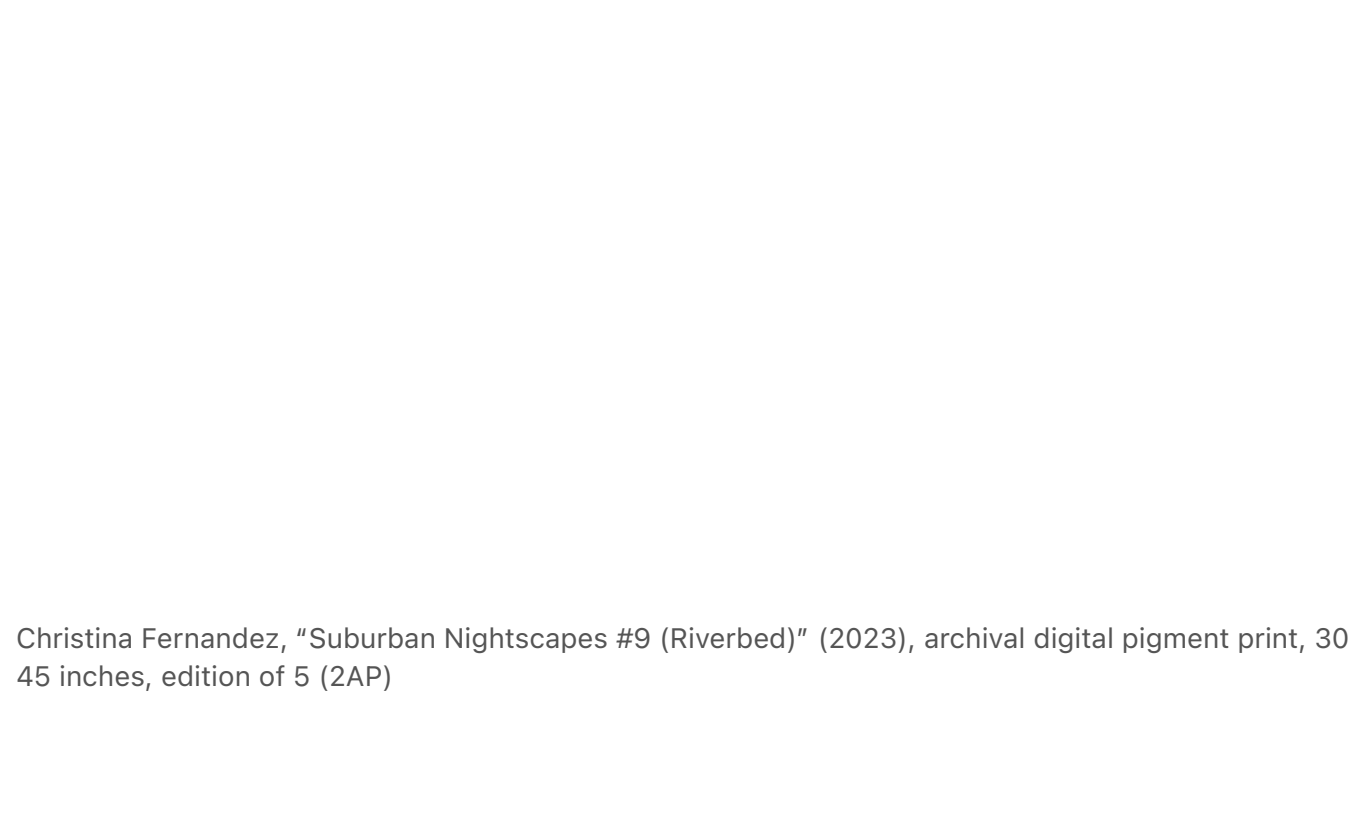 Christina Fernandez, “Suburban Nightscapes #9 (Riverbed)” (2023), archival digital pigment print, 30
45 inches, edition of 5 (2AP)